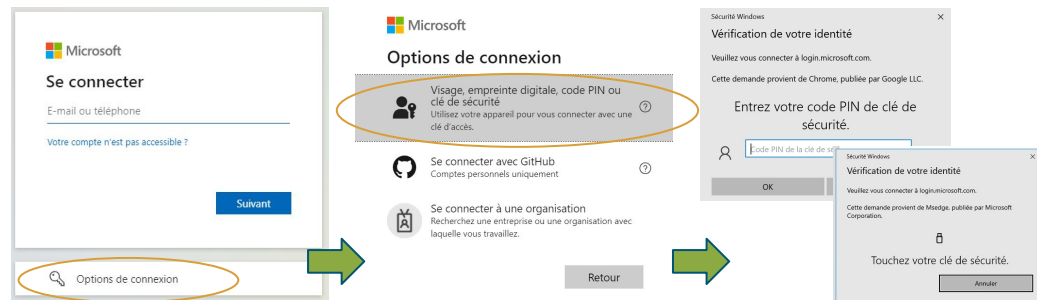 Microsoft
Se connecter
E-mail ou téléphone
Votre compte n'est pas accessible ?
Suivant
Options de connexion
Microsoft
Options de connexion
Visage, empreinte digitale, code PIN ou
clé de sécurité
Utilisez votre appareil pour vous connecter avec une
clé d'accès.
Se connecter avec GitHub
Comptes personnels uniquement
Se connecter à une organisation
Recherchez une entreprise ou une organisation avec
laquelle vous travaillez.
Retour
Sécurité Windows
Vérification de votre identité
Veuillez vous connecter à login.microsoft.com.
Cette demande provient de Chrome, publiée par Google LLC.
Entrez votre code PIN de clé de
sécurité.
Code PIN de la clé de
OK
Sécurité Windows
Vérification de votre identité
Veuillez vous connecter à login.microsoft.com.
Cette demande provient de Msedge, publiée par Microsoft
Corporation.
Touchez votre clé de sécurité.
Annuler